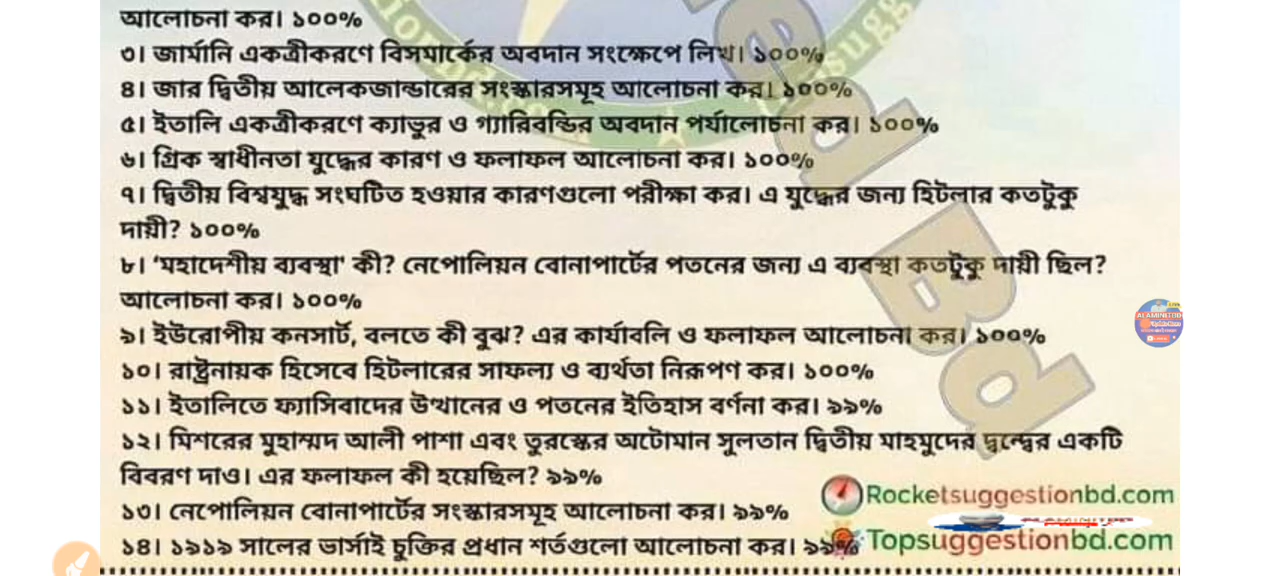 আলোচনা কর। ১০০%
৩। জার্মানি একত্রীকরণে বিসমার্কের অবদান সংক্ষেপে লিখ। ১০০%
৪। জার দ্বিতীয় আলেকজান্ডারের সংস্কারসমূহ আলোচনা কর। ১০০%
৫। ইতালি একত্রীকরণে ক্যাভুর ও গ্যারিবল্ডির অবদান পর্যালোচনা কর। ১০০%
৬। গ্রিক স্বাধীনতা যুদ্ধের কারণ ও ফলাফল আলোচনা কর। ১০০%
৭। দ্বিতীয় বিশ্বযুদ্ধ সংঘটিত হওয়ার কারণগুলো পরীক্ষা কর। এ যুদ্ধের জন্য হিটলার কতটুকু
দায়ী? ১০০%
৮। ‘মহাদেশীয় ব্যবস্থা' কী? নেপোলিয়ন বোনাপার্টের পতনের জন্য এ ব্যবস্থা কতটুকু দায়ী ছিল?
আলোচনা কর। ১০০%
৯। ইউরোপীয় কনসার্ট, বলতে কী বুঝ? এর কার্যাবলি ও ফলাফল আলোচনা কর। ১০০%
১০। রাষ্ট্রনায়ক হিসেবে হিটলারের সাফল্য ও ব্যর্থতা নিরূপণ কর। ১০০%
১১। ইতালিতে ফ্যাসিবাদের উত্থানের ও পতনের ইতিহাস বর্ণনা কর। ৯৯%
১২। মিশরের মুহাম্মদ আলী পাশা এবং তুরস্কের অটোমান সুলতান দ্বিতীয় মাহমুদের দ্বন্দ্বের একটি
বিবরণ দাও। এর ফলাফল কী হয়েছিল? ৯৯%
১৩। নেপোলিয়ন বোনাপার্টের সংস্কারসমূহ আলোচনা কর। ৯৯%
১৪। ১৯১৯ সালের ভার্সাই চুক্তির প্রধান শর্তগুলো আলোচনা কর। ৯৯%
Rocketsuggestionbd.com
Topsuggestionbd.com
Bd